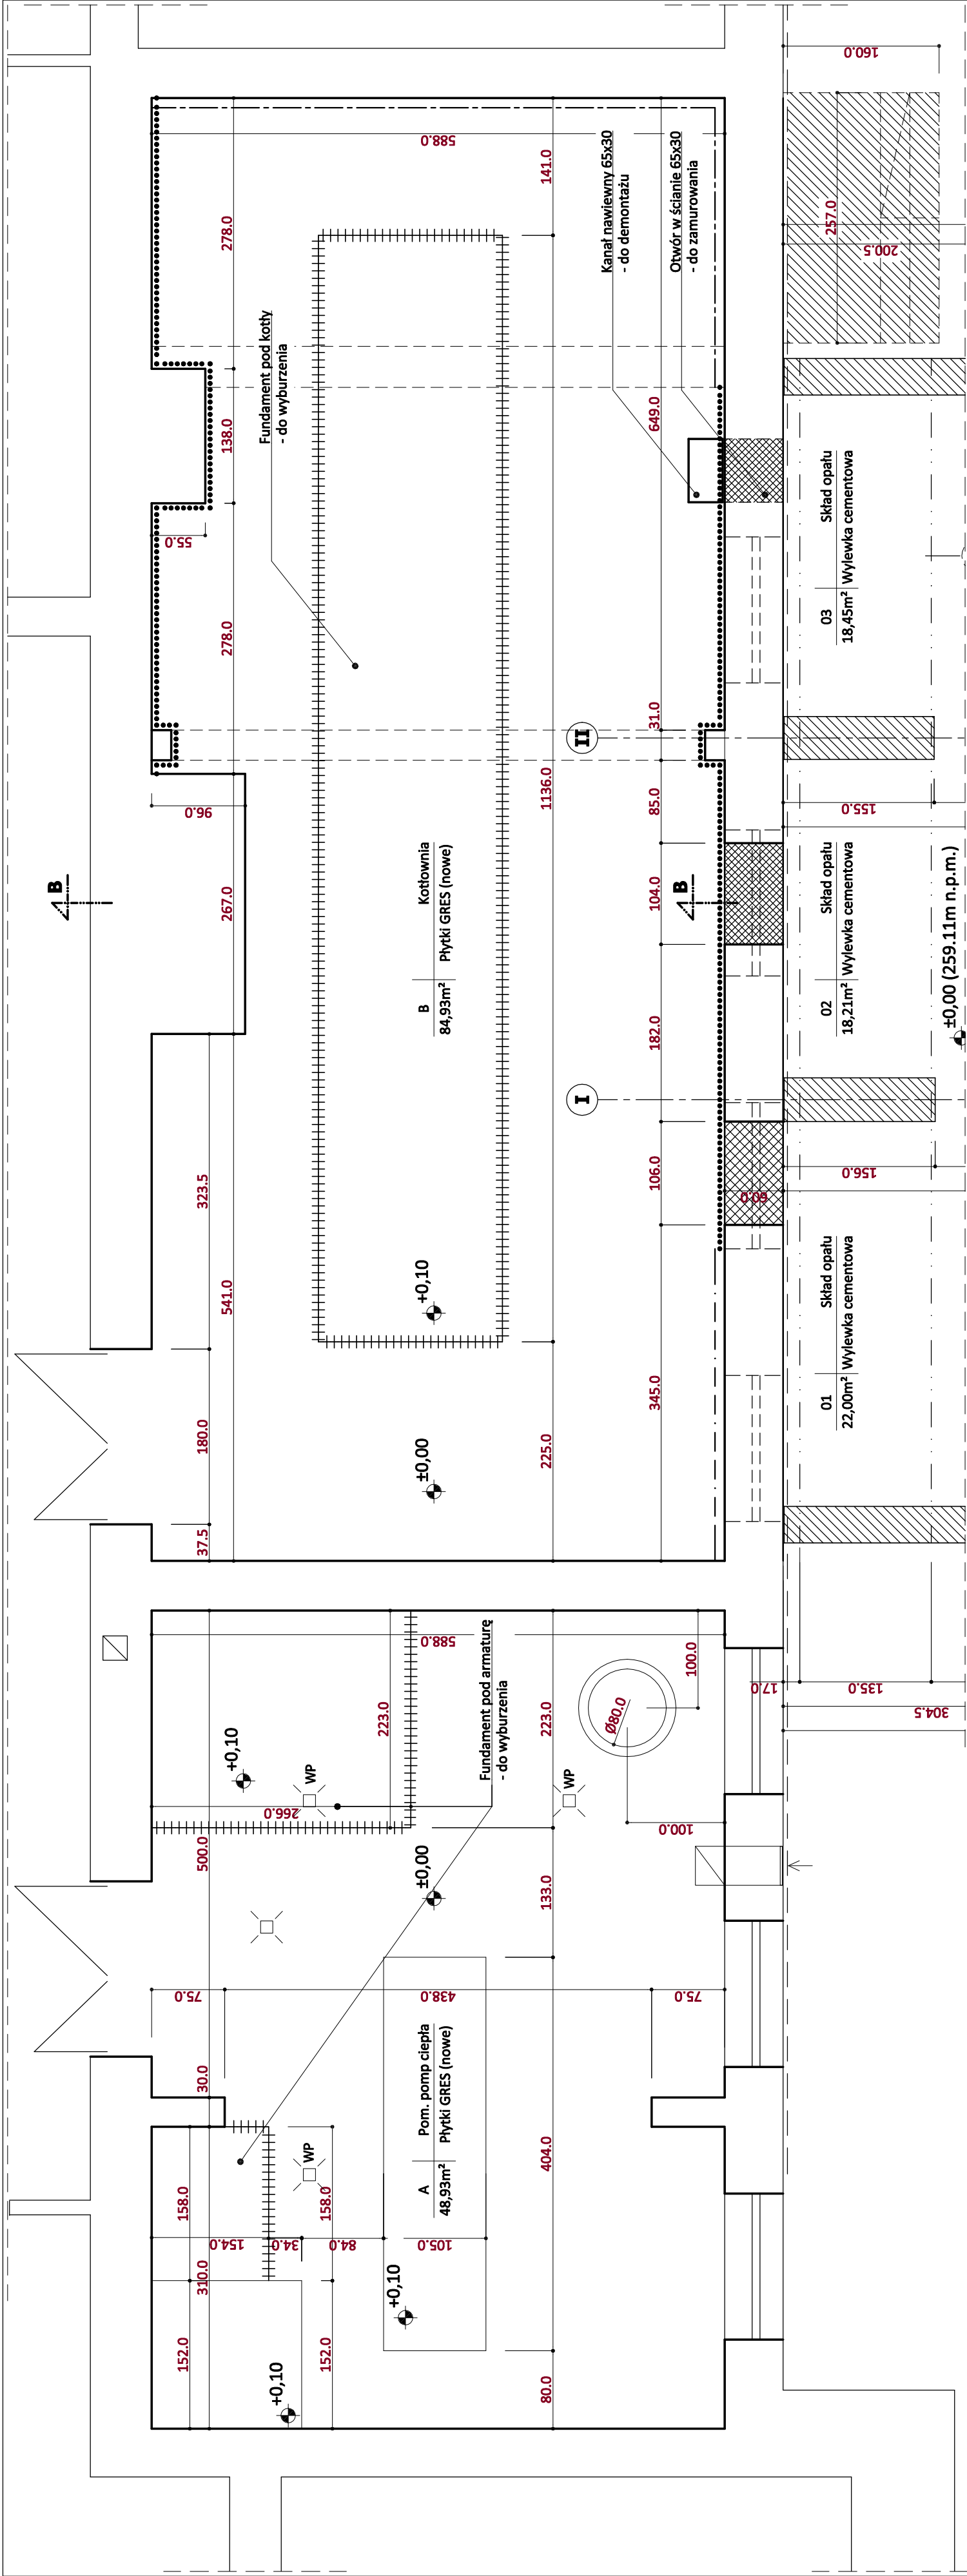 B
152.0
158.0
310.0
30.0
500.0
37.5
180.0
323.5
541.0
267.0
278.0
138.0
278.0
75.0
96.0
55.0
154.0
34.0
84.0
105.0
266.0
+0,10
+0,10
WP
WP
152.0
158.0
223.0
Fundament pod kotły
- do wyburzenia
+0,10
±0,00
±0,00
+0,10
438.0
588.0
588.0
A
Pom. pomp ciepła
48,93m²
Płytki GRES (nowe)
B
Kotłownia
84,93m²
Płytki GRES (nowe)
Fundament pod armaturę
- do wyburzenia
80.0
404.0
133.0
223.0
225.0
1136.0
141.0
WP
I
II
Ø80.0
Kanał nawiewny 65x30
- do demontażu
345.0
106.0
182.0
104.0
85.0
31.0
649.0
75.0
100.0
100.0
B
Otwór w ścianie 65x30
- do zamurowania
60.0
17.0
01
Skład opału
22,00m²
Wylewka cementowa
02
Skład opału
18,21m²
Wylewka cementowa
03
Skład opału
18,45m²
Wylewka cementowa
257.0
135.0
156.0
155.0
200.5
160.0
304.5
±0,00 (259.11m n.p.m.)